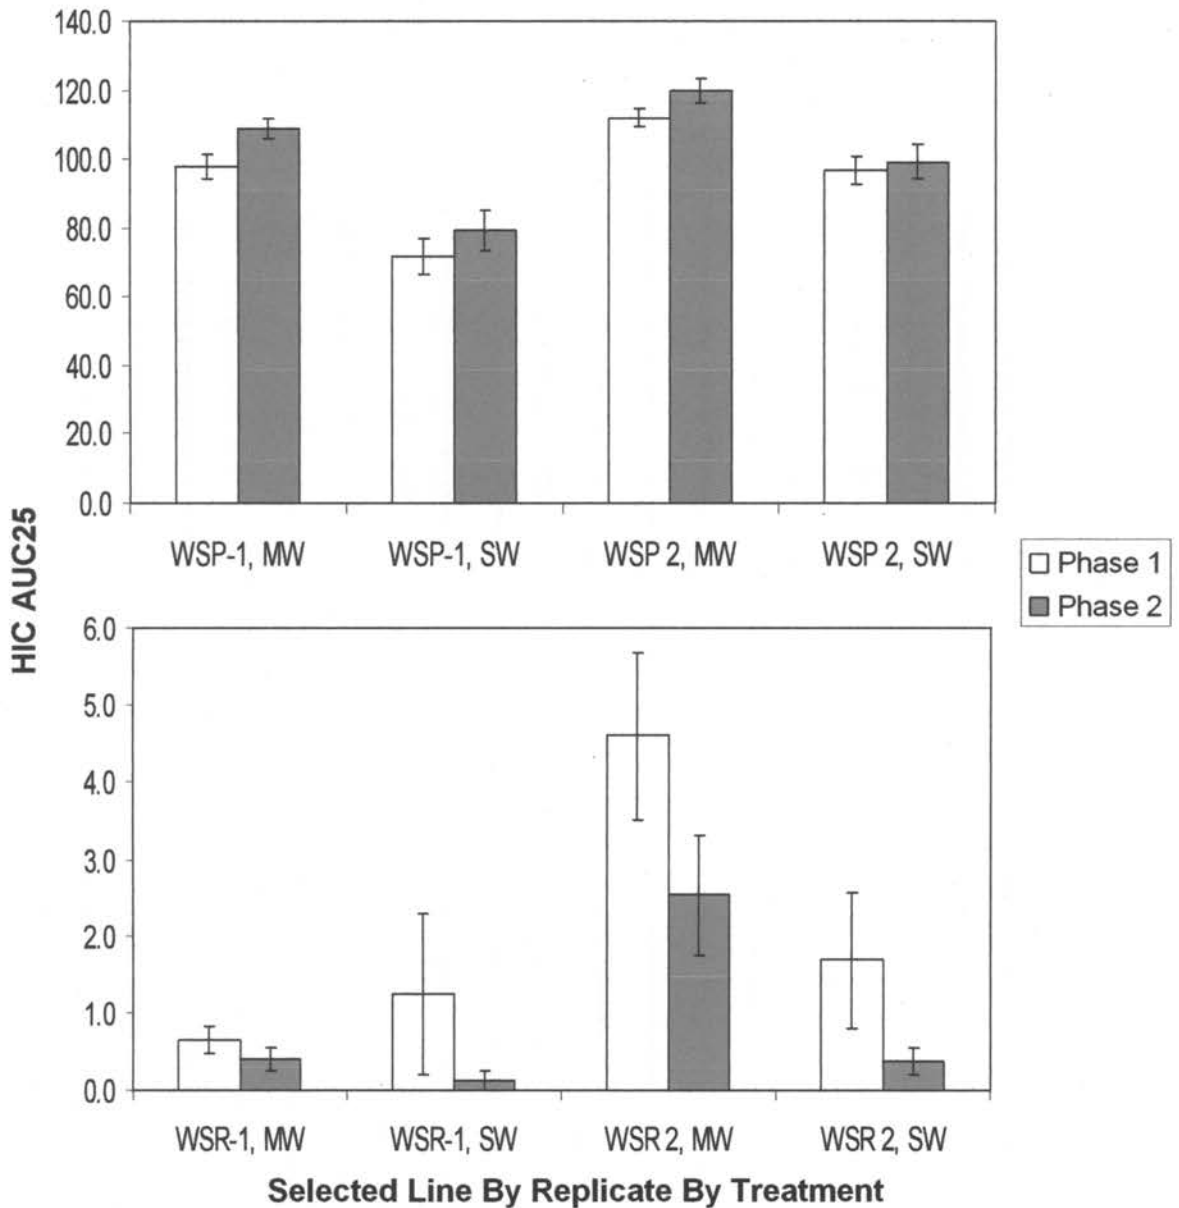 140.0
120.0
100.0
80.0
60.0
40.0
20.0
0.0
WSP-1, MW
WSP-1, SW
WSP 2, MW
WSP 2, SW
HIC AUC25
Phase 1
Phase 2
6.0
5.0
4.0
3.0
2.0
1.0
0.0
WSR-1, MW
WSR-1, SW
WSR 2, MW
WSR 2, SW
Selected Line By Replicate By Treatment